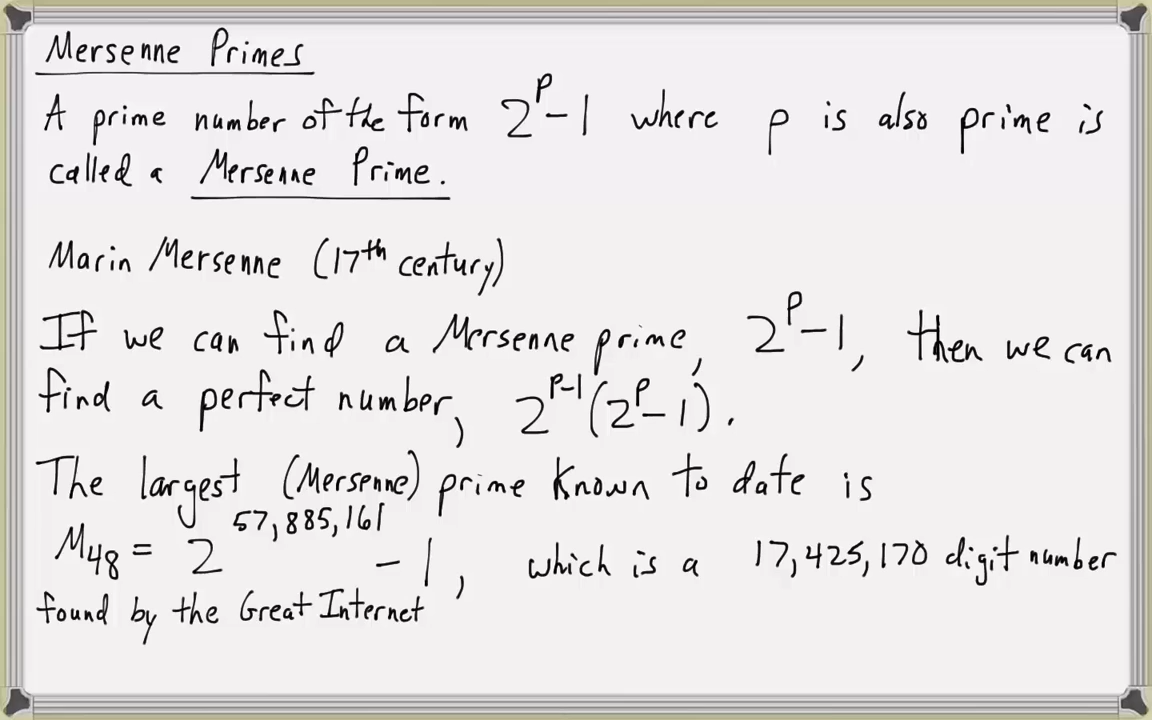 Mersenne Primes
A prime number of the form 2^p - 1 where p is also prime is
called a Mersenne Prime.
Marin Mersenne (17th century)
If we can find a Mersenne prime, 2^p - 1, then we can
find a perfect number, 2^(p-1) (2^p - 1).
The largest (Mersenne) prime known to date is
M48 = 2^57,885,161 - 1, which is a 17,425,170 digit number
found by the Great Internet